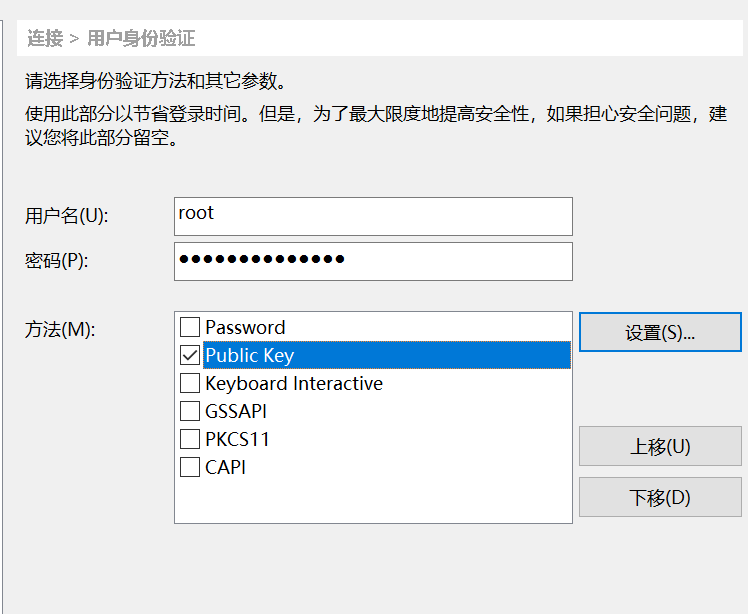 连接 > 用户身份验证
请选择身份验证方法和其它参数。
使用此部分以节省登录时间。但是，为了最大限度地提高安全性，如果担心安全问题，建
议您将此部分留空。
用户名(U): root
密码(P): ●●●●●●●●●●●●●●
方法(M): Password 设置(S)...
Public Key
Keyboard Interactive
GSSAPI
PKCS11 上移(U)
CAPI
下移(D)